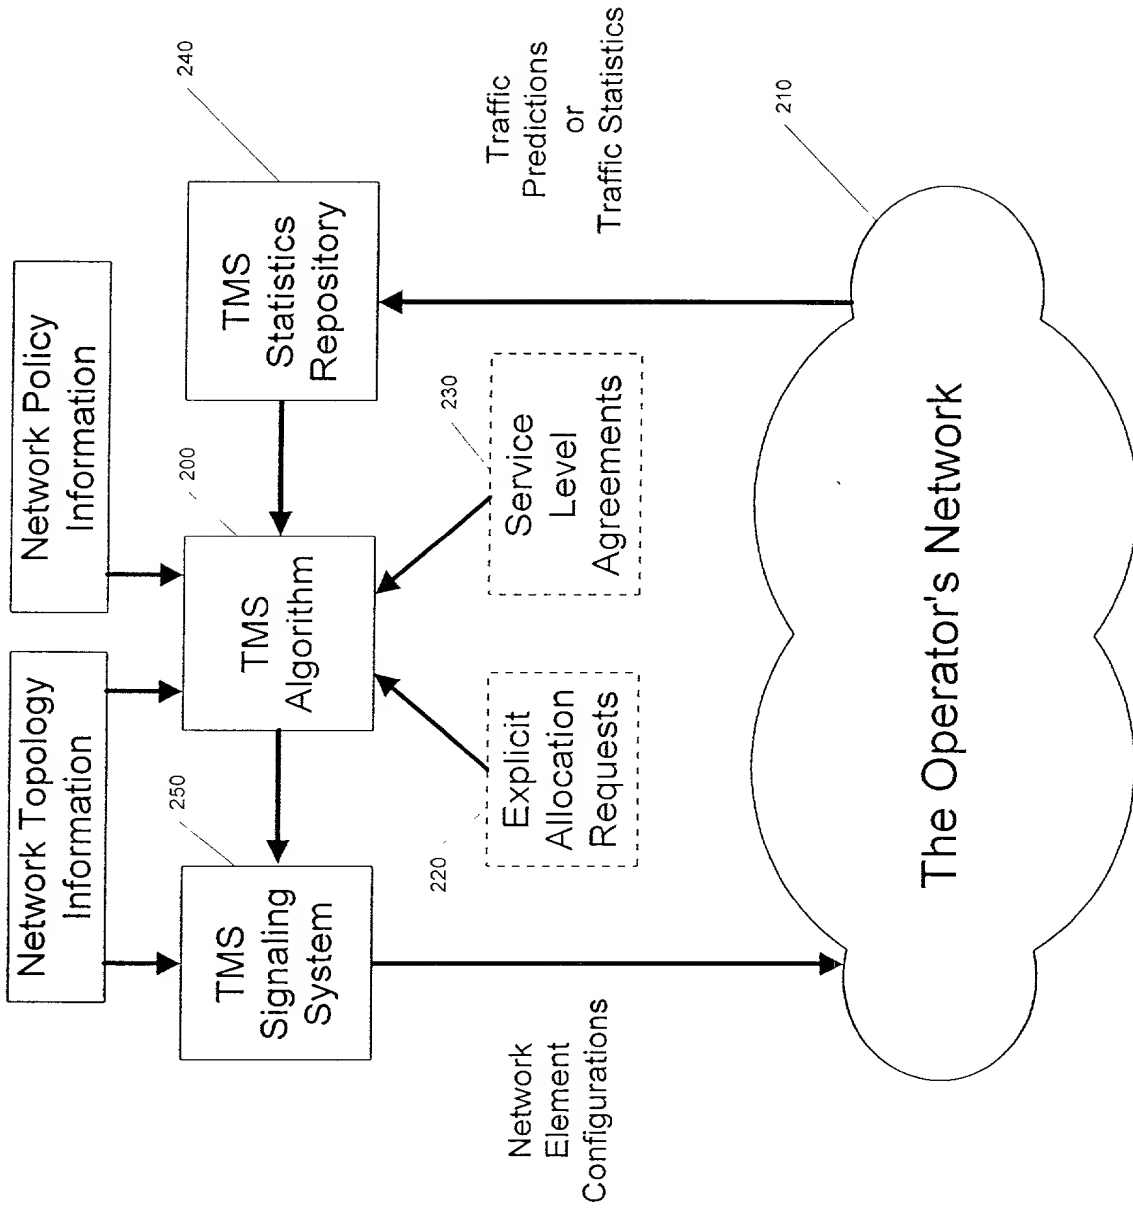 Network Topology
Information
Network Policy
Information
250
TMS
Signaling
System
200
TMS
Algorithm
240
TMS
Statistics
Repository
220
Explicit
Allocation
Requests
230
Service
Level
Agreements
Network
Element
Configurations
Traffic
Predictions
or
Traffic Statistics
210
The Operator's Network